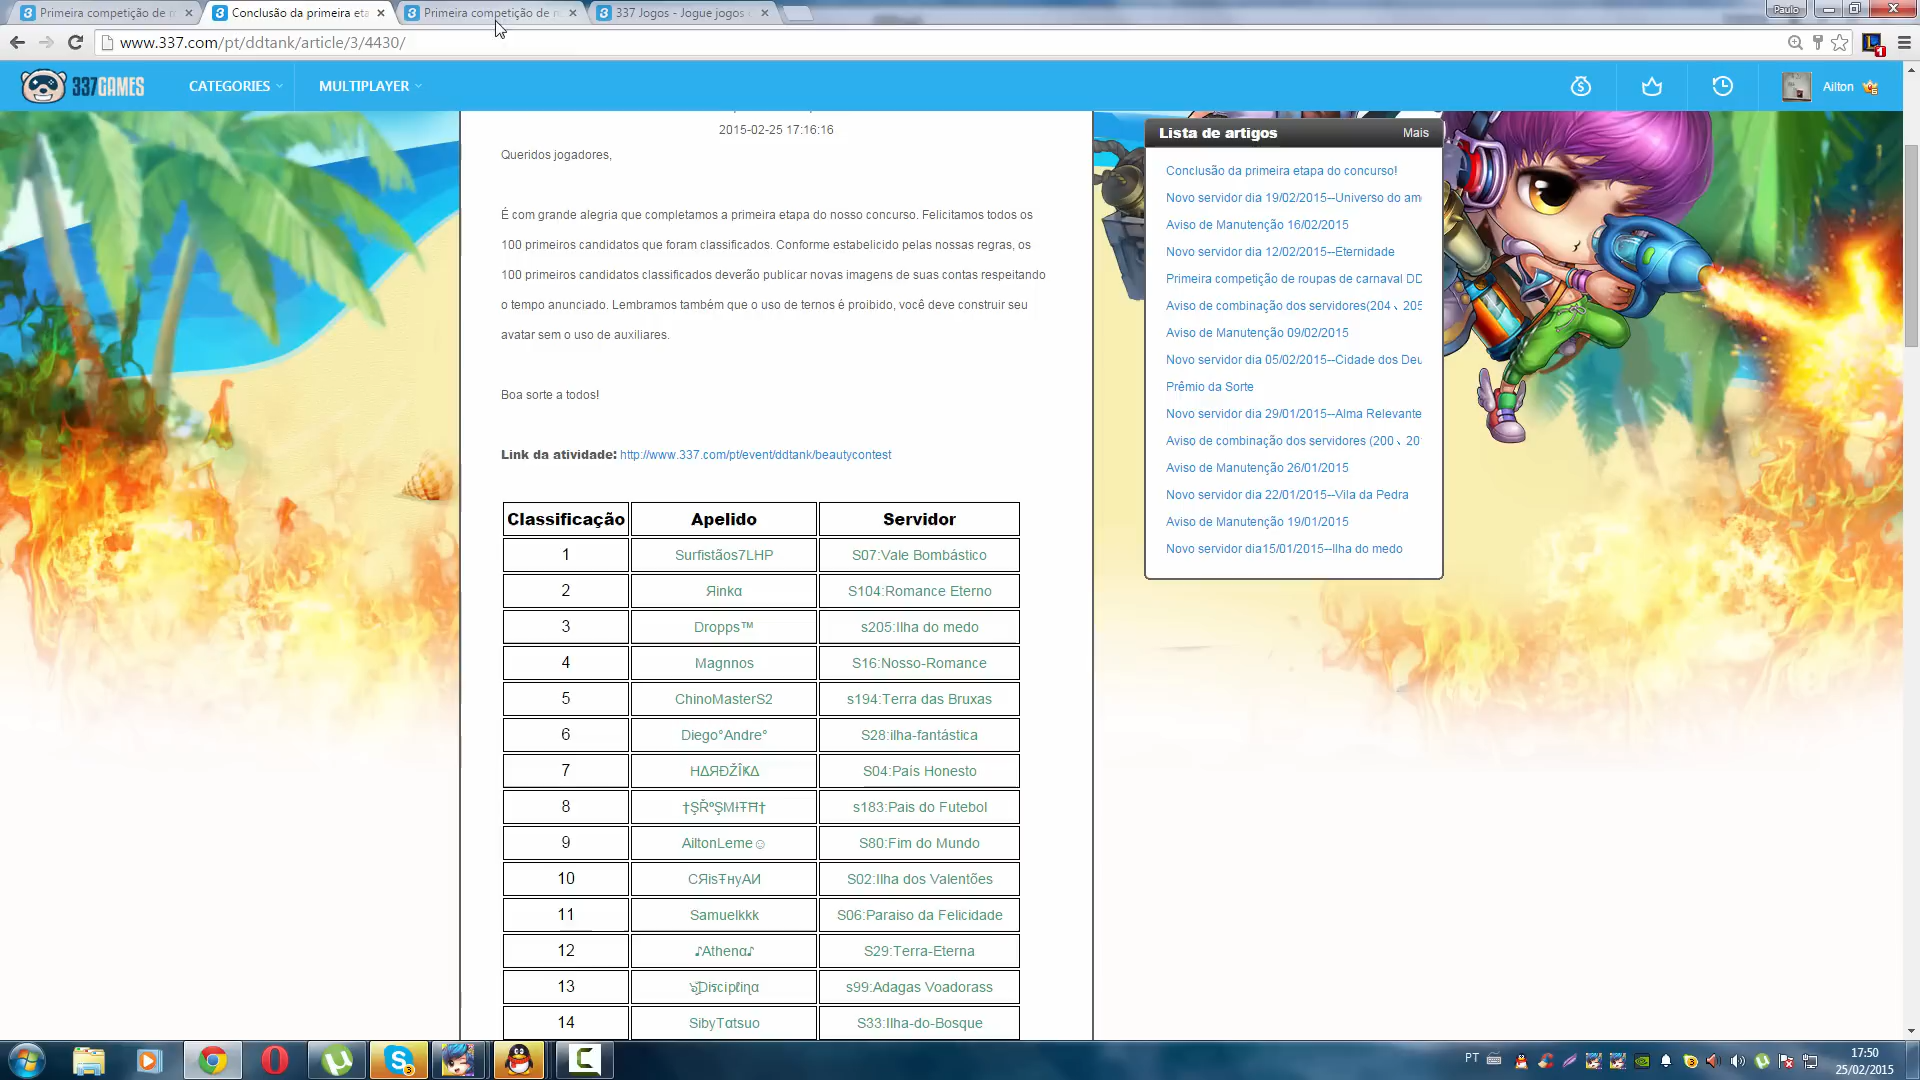 Primeira competição de r
Conclusão da primeira eta
Primeira competição de r
337 Jogos - Jogue jogos
Paulo
www.337.com/pt/ddtank/article/3/4430/
337GAMES
CATEGORIES
MULTIPLAYER
Ailton
2015-02-25 17:16:16
Queridos jogadores,
É com grande alegria que completamos a primeira etapa do nosso concurso. Felicitamos todos os
100 primeiros candidatos que foram classificados. Conforme estabelicido pelas nossas regras, os
100 primeiros candidatos classificados deverão publicar novas imagens de suas contas respeitando
o tempo anunciado. Lembramos também que o uso de ternos é proibido, você deve construir seu
avatar sem o uso de auxiliares.
Boa sorte a todos!
Link da atividade: http://www.337.com/pt/event/ddtank/beautycontest
Classificação Apelido Servidor
1 Surfistãos7LHP S07:Vale Bombástico
2 Яinkα S104:Romance Eterno
3 Dropps™ s205:Ilha do medo
4 Magnnos S16:Nosso-Romance
5 ChinoMasterS2 s194:Terra das Bruxas
6 Diego°Andre° S28:ilha-fantástica
7 HΔЯĐŽÎҜΔ S04:País Honesto
8 †ŞŘºŞMƗŦĦ† s183:Pais do Futebol
9 AiltonLeme☺ S80:Fim do Mundo
10 CЯisŦнyAИ S02:Ilha dos Valentões
11 Samuelkkk S06:Paraiso da Felicidade
12 ♪Athenα♪ S29:Terra-Eterna
13 s99:Adagas Voadorass
14 SibyTαtsuo S33:Ilha-do-Bosque
Lista de artigos Mais
Conclusão da primeira etapa do concurso!
Novo servidor dia 19/02/2015--Universo do am
Aviso de Manutenção 16/02/2015
Novo servidor dia 12/02/2015--Eternidade
Primeira competição de roupas de carnaval DD
Aviso de combinação dos servidores(204、205
Aviso de Manutenção 09/02/2015
Novo servidor dia 05/02/2015--Cidade dos Deu
Prêmio da Sorte
Novo servidor dia 29/01/2015--Alma Relevante
Aviso de combinação dos servidores (200、20
Aviso de Manutenção 26/01/2015
Novo servidor dia 22/01/2015--Vila da Pedra
Aviso de Manutenção 19/01/2015
Novo servidor dia15/01/2015--Ilha do medo
PT
17:50
25/02/2015